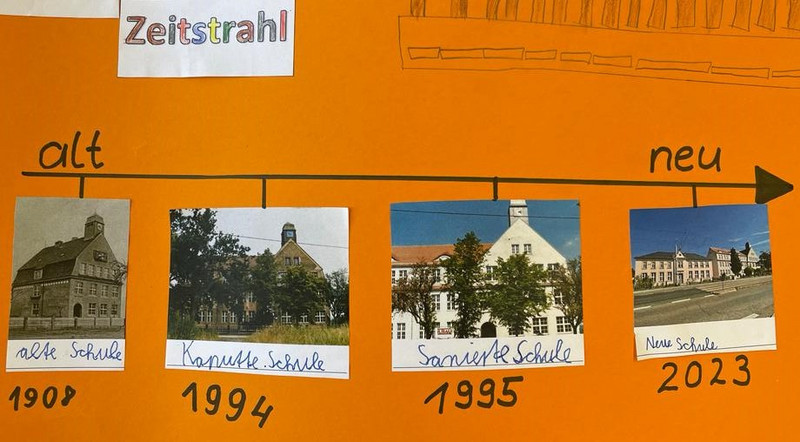 Zeitstrahl
alt
neu
alte Schule
Kaputte Schule
Sanierte Schule
Neue Schule
1908
1994
1995
2023